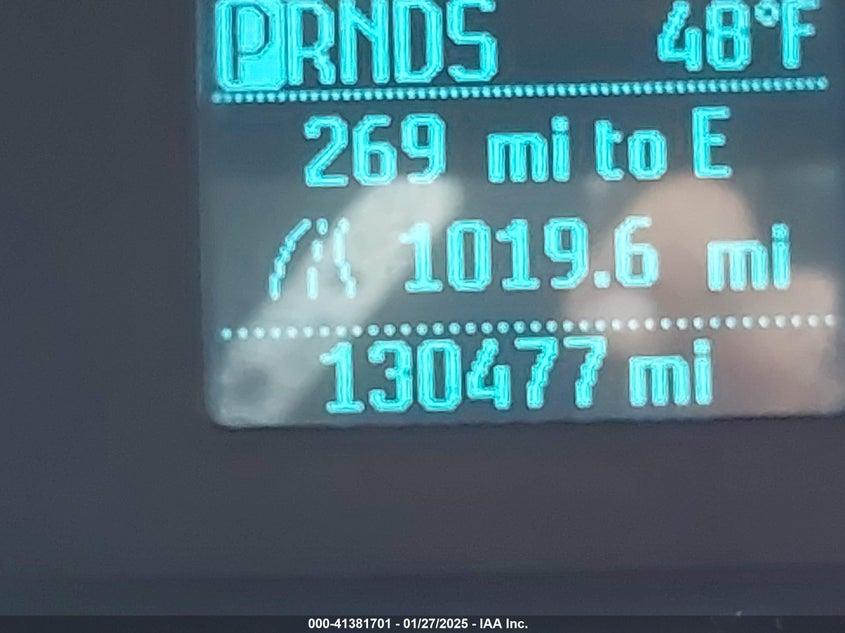 PRNDS 48°F
269 mi to E
1019.6 mi
130477 mi
000-41381701 - 01/27/2025 - IAA Inc.